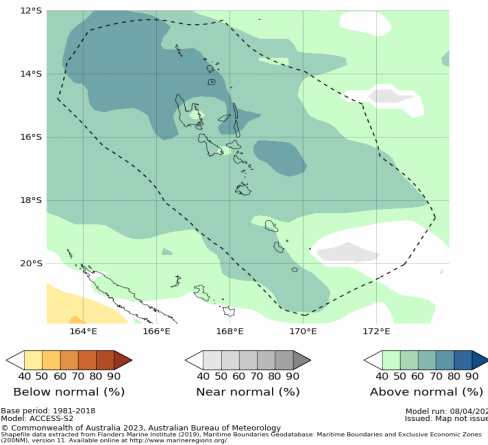 12°S
14°S
16°S
18°S
20°S
164°E 166°E 168°E 170°E 172°E
40 50 60 70 80 90 40 50 60 70 80 90 40 50 60 70 80 90
Below normal (%) Near normal (%) Above normal (%)
Base period: 1981-2018 Model run: 08/04/202
Model: ACCESS-S2 Issued: Map not issu
© Commonwealth of Australia 2023, Australian Bureau of Meteorology
Shapefile data extracted from Flanders Marine Institute (2019), Maritime Boundaries Geodatabase: Maritime Boundaries and Exclusive Economic Zones
(200NM), version 11. Available online at http://www.marineregions.org/.